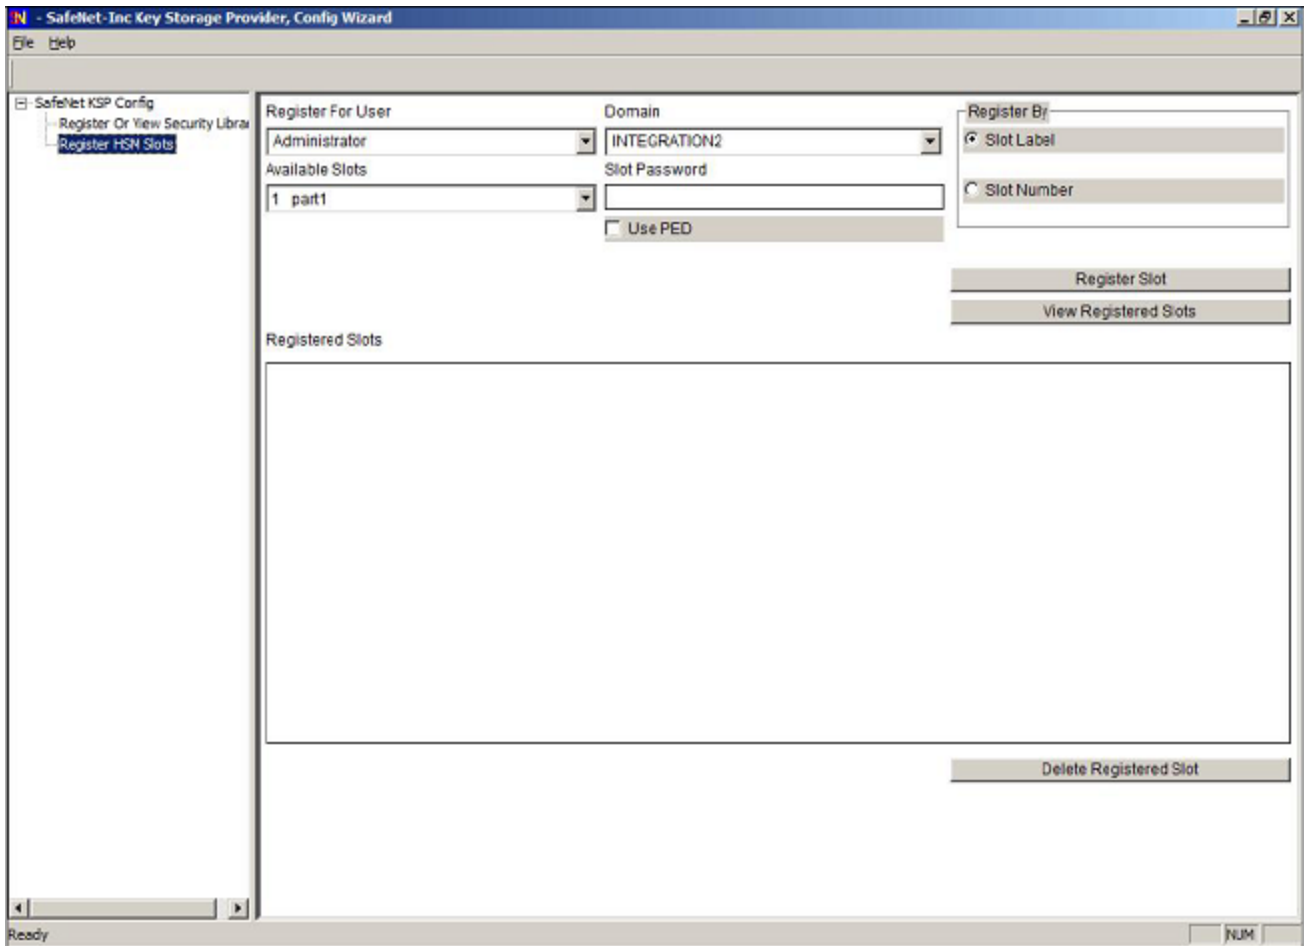 - SafeNet-Inc Key Storage Provider, Config Wizard
File Help
SafeNet KSP Config
Register Or View Security Librar
Register HSM Slots
Register For User
Domain
Register By
Administrator
INTEGRATION2
Slot Label
Available Slots
Slot Password
1 part1
Slot Number
Use PED
Register Slot
View Registered Slots
Registered Slots
Delete Registered Slot
Ready
NUM